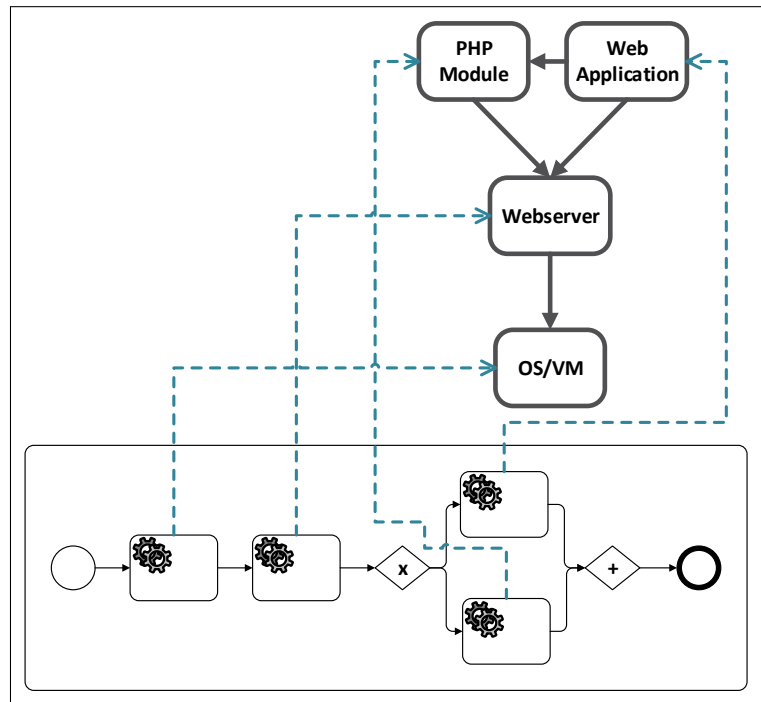 PHP
Module
Web
Application
Webserver
OS/VM
x
+